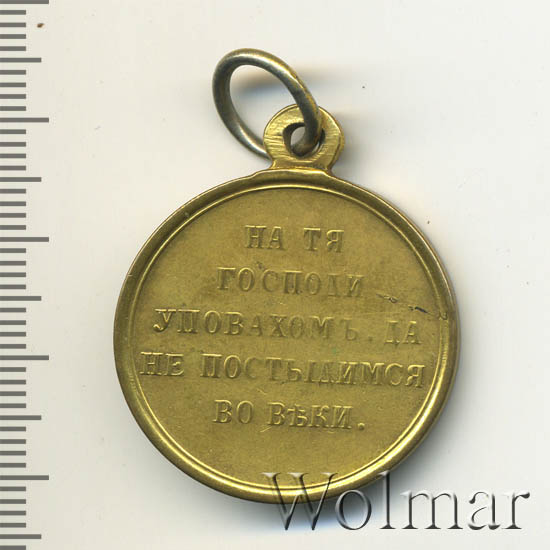 НА ТЯ
ГОСПОДИ
УПОВАХОМЪ. ДА
НЕ ПОСТЫДИМСЯ
ВО ВѢКИ.
Wolmar